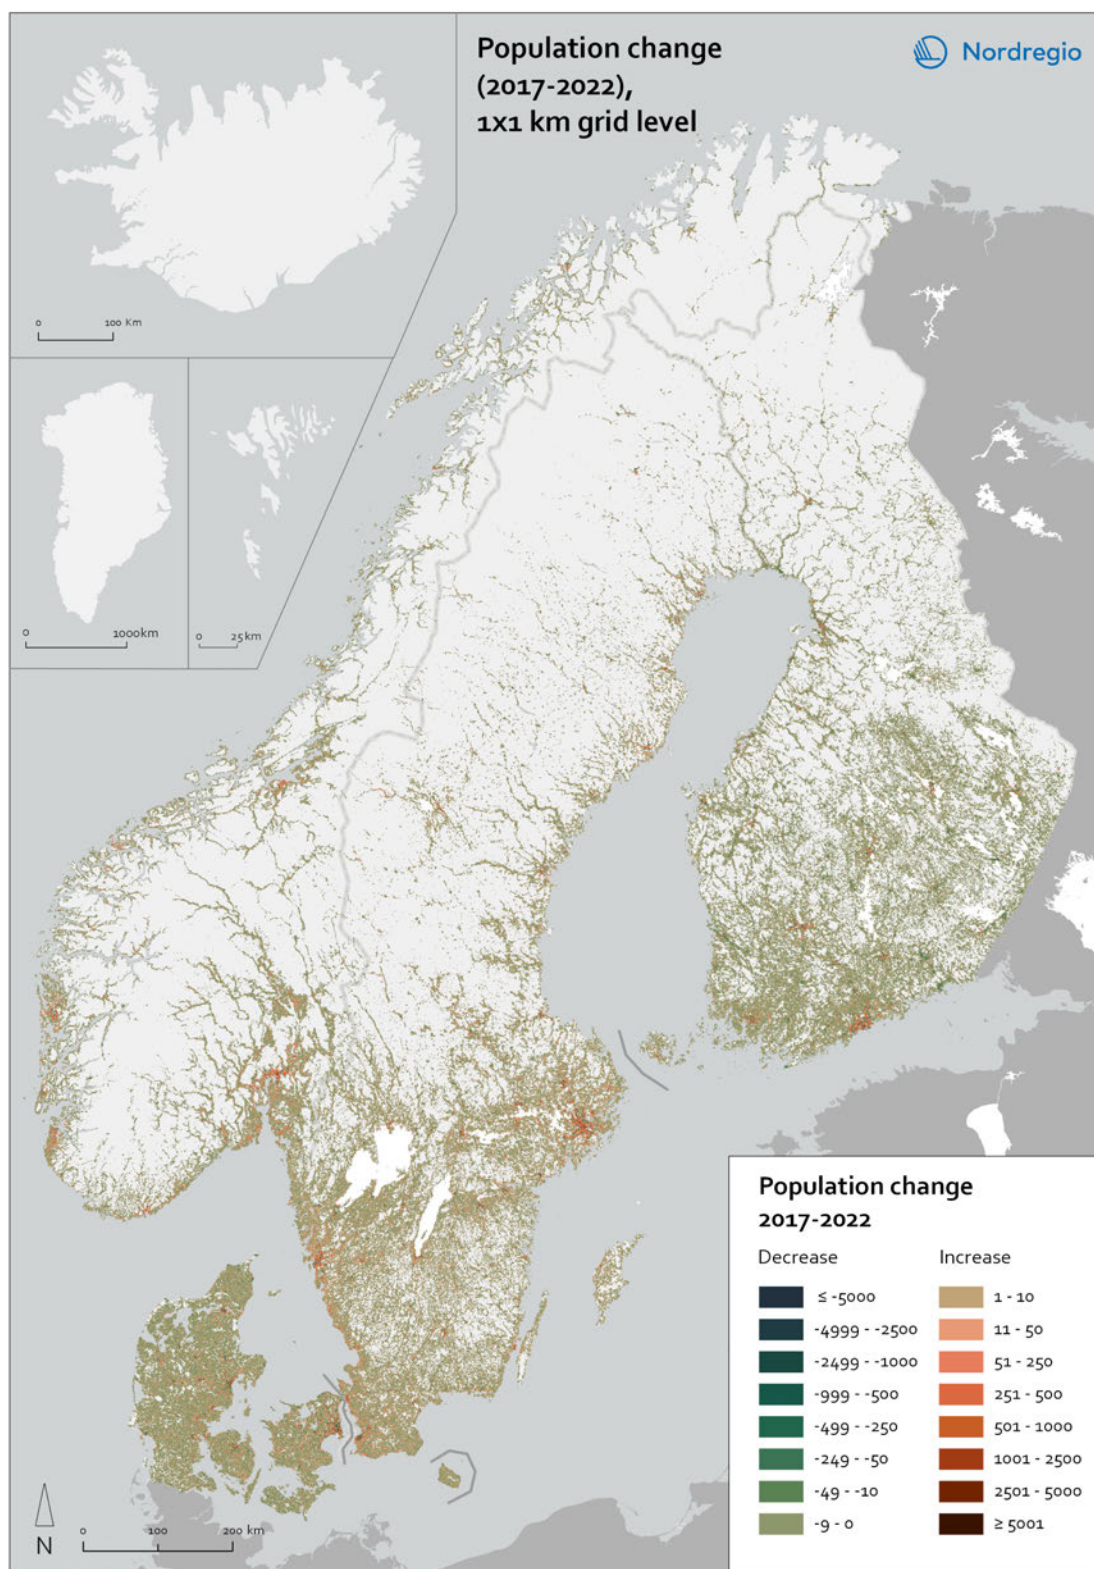 Population change
(2017-2022),
1x1 km grid level
Nordregio
0 100 Km
0 1000km
0 25km
Population change
2017-2022
Decrease
≤ -5000
-4999 - -2500
-2499 - -1000
-999 - -500
-499 - -250
-249 - -50
-49 - -10
-9 - 0
Increase
1 - 10
11 - 50
51 - 250
251 - 500
501 - 1000
1001 - 2500
2501 - 5000
≥ 5001
N
0 100 200 km